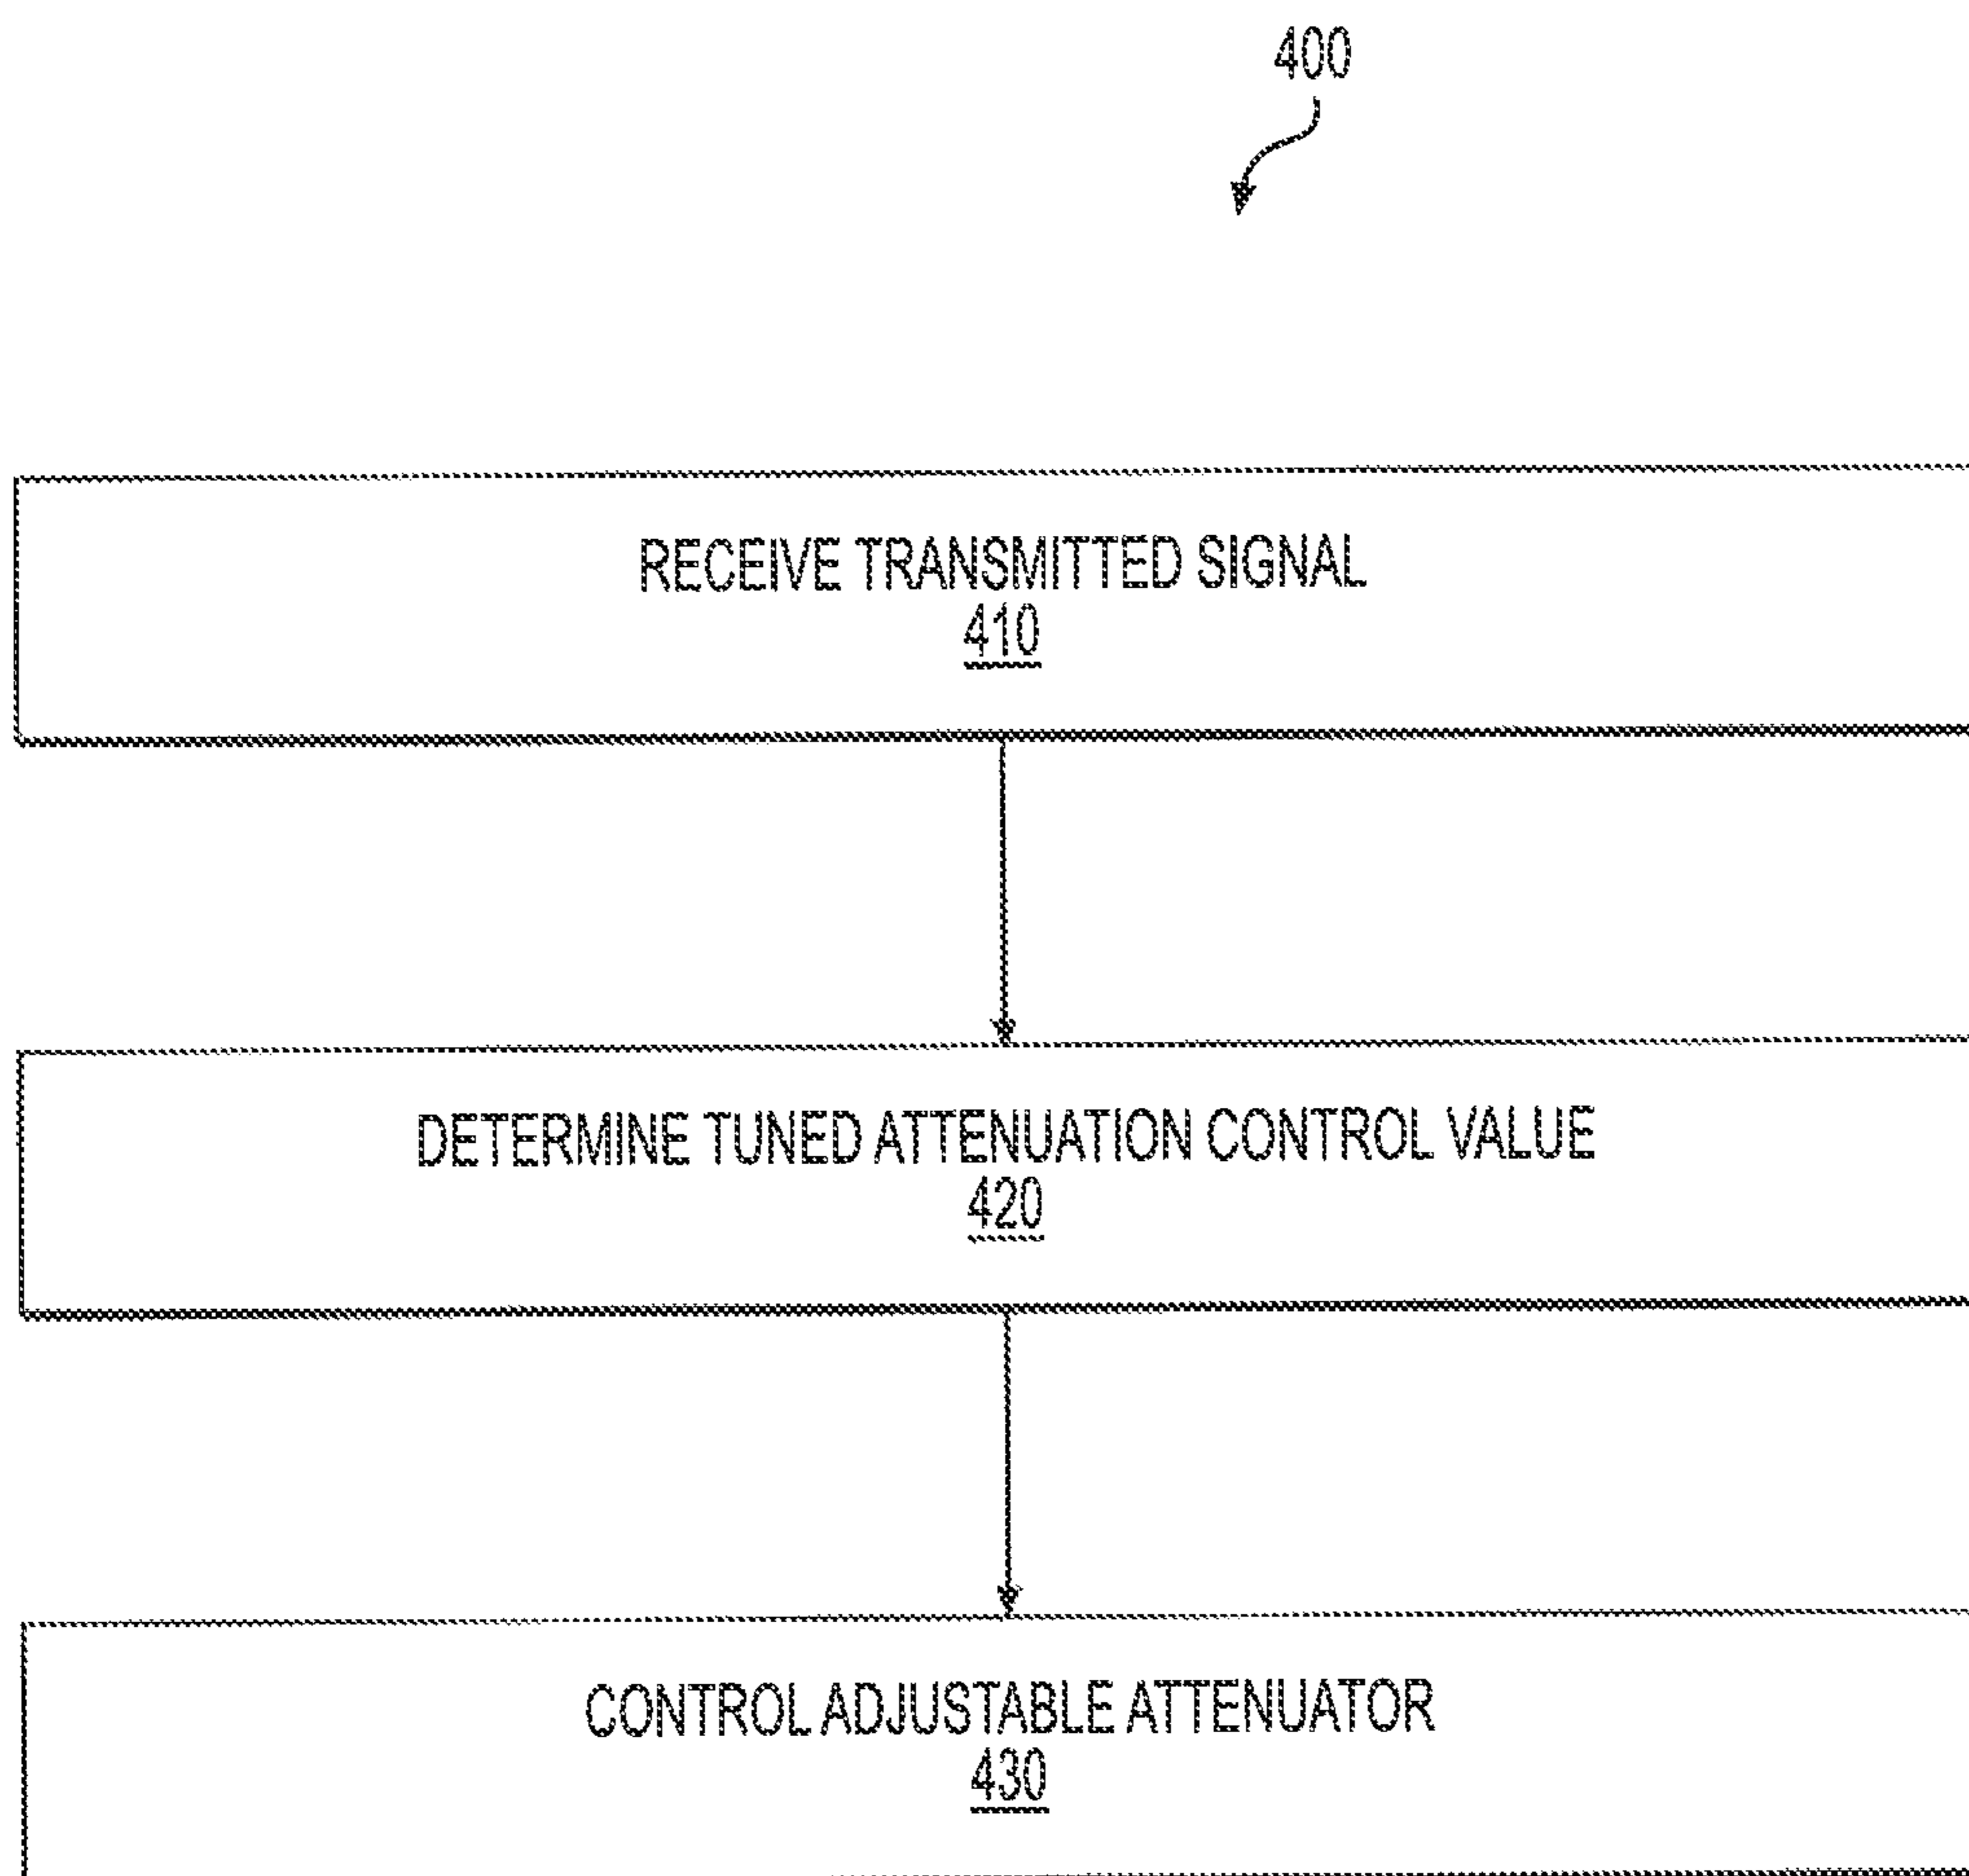 400
RECEIVE TRANSMITTED SIGNAL
410
DETERMINE TUNED ATTENUATION CONTROL VALUE
420
CONTROL ADJUSTABLE ATTENUATOR
430